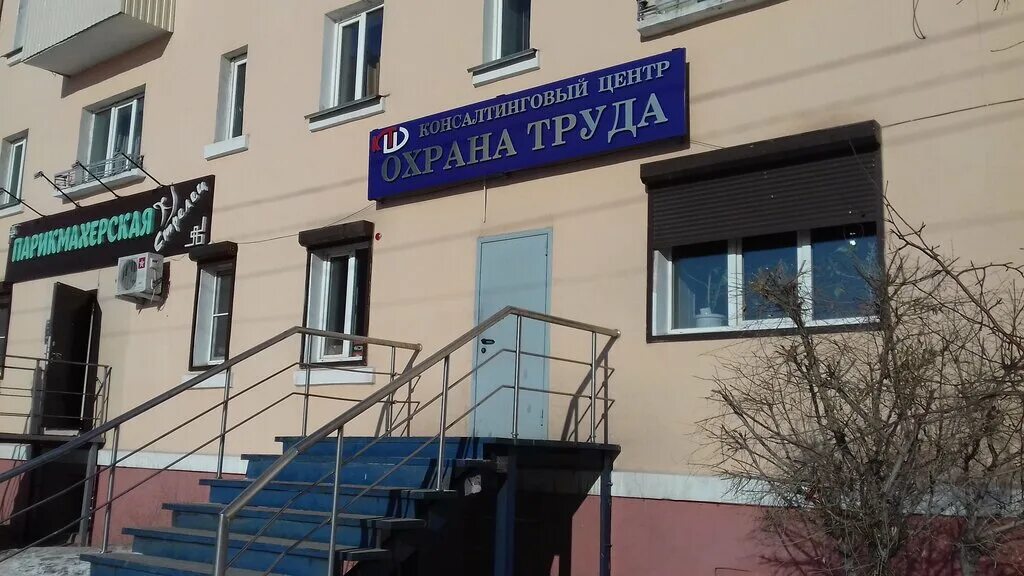 КОНСАЛТИНГОВЫЙ ЦЕНТР
ОХРАНА ТРУДА
ПАРИКМАХЕРСКАЯ